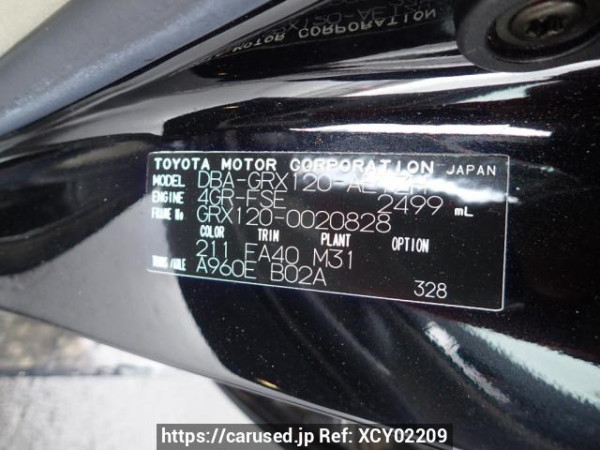 TOYOTA MOTOR CORPORATION JAPAN
MODEL DBA-GRX120-AETZH
ENGINE 4GR-FSE 2499 mL
FRAME No GRX120-0020828
COLOR TRIM PLANT OPTION
211 FA40 M31
TRANS/AXLE A960E B02A
328
https://carused.jp Ref: XCY02209